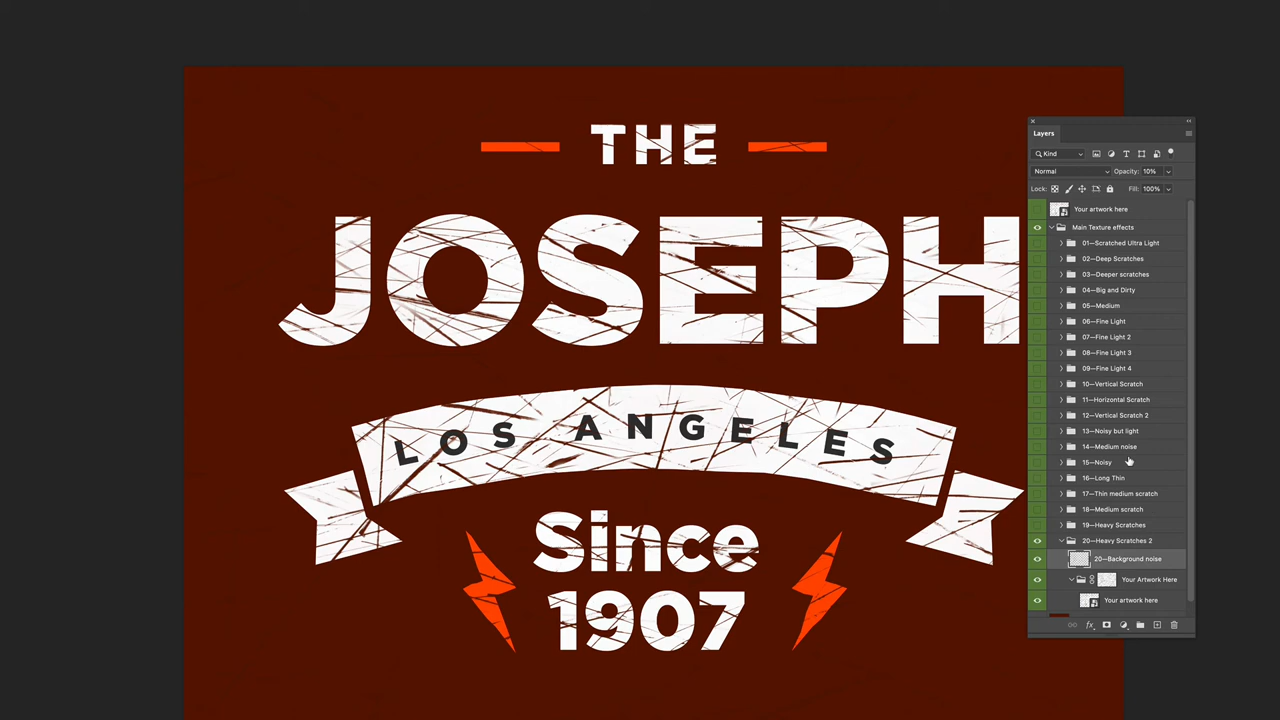 THE
JOSEPH
LOS ANGELES
Since
1907
Layers
Kind
Normal
Opacity: 10%
Lock:
Fill: 100%
Your artwork here
Main Texture effects
01—Scratched Ultra Light
02—Deep Scratches
03—Deeper scratches
04—Big and Dirty
05—Medium
06—Fine Light
07—Fine Light 2
08—Fine Light 3
09—Fine Light 4
10—Vertical Scratch
11—Horizontal Scratch
12—Vertical Scratch 2
13—Noisy but light
14—Medium noise
15—Noisy
16—Long Thin
17—Thin medium scratch
18—Medium scratch
19—Heavy Scratches
20—Heavy Scratches 2
20—Background noise
Your Artwork Here
Your artwork here
fx